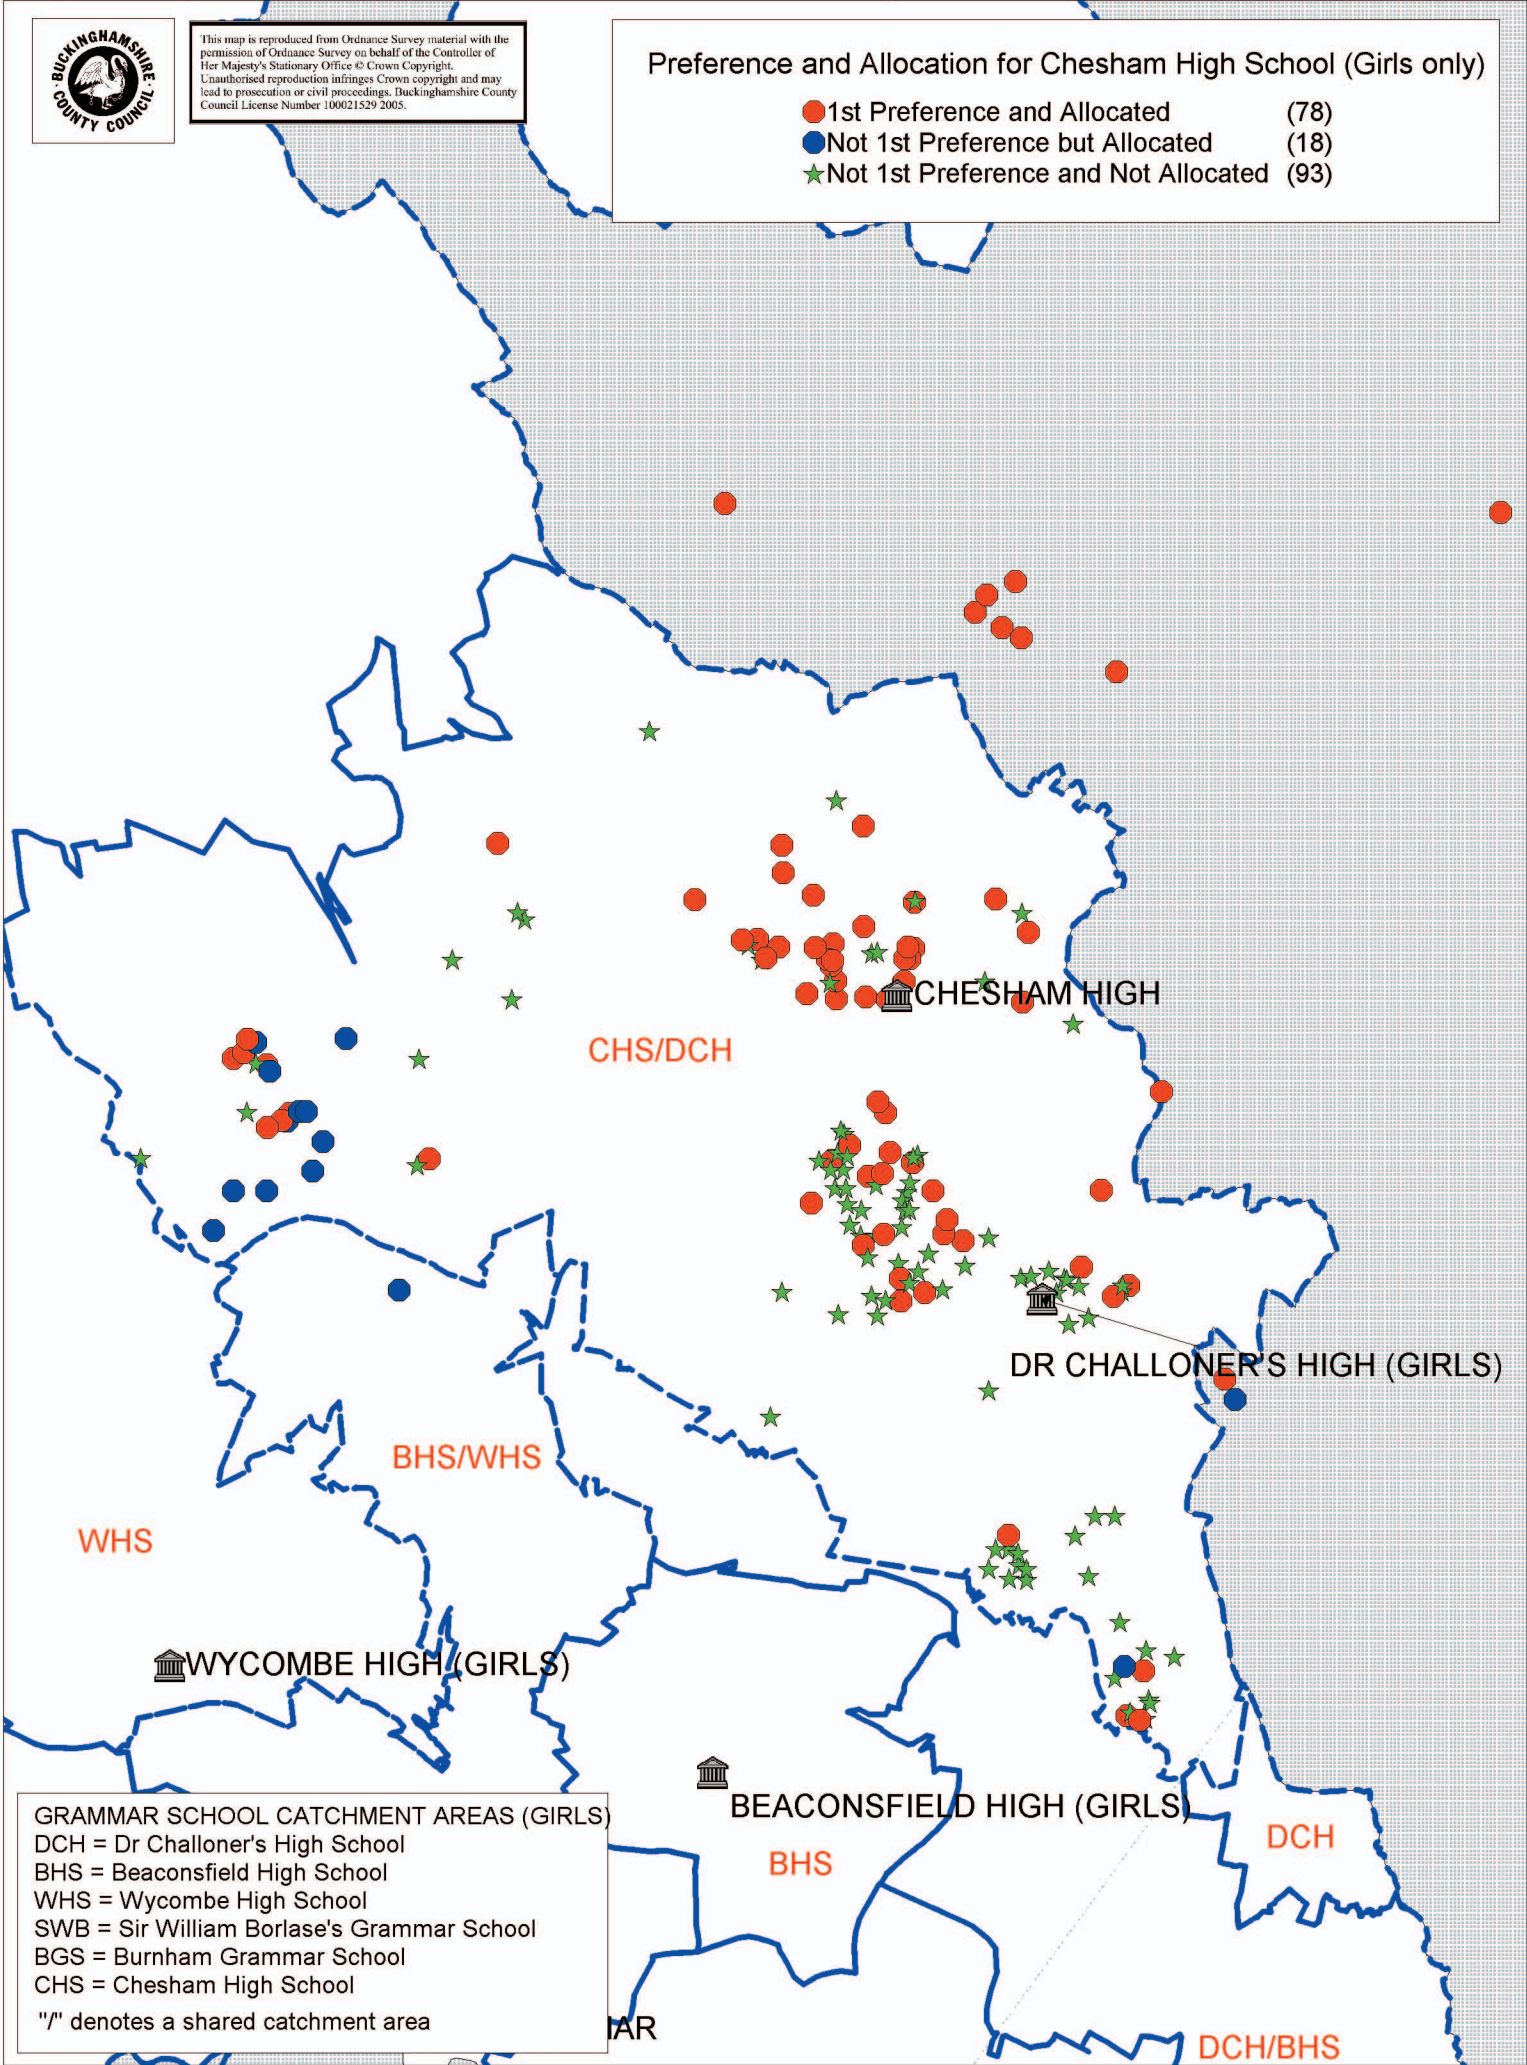 BUCKINGHAMSHIRE
COUNTY COUNCIL
This map is reproduced from Ordnance Survey material with the
permission of Ordnance Survey on behalf of the Controller of
Her Majesty's Stationary Office © Crown Copyright.
Unauthorised reproduction infringes Crown copyright and may
lead to prosecution or civil proceedings. Buckinghamshire County
Council License Number 100021529 2005.
Preference and Allocation for Chesham High School (Girls only)
1st Preference and Allocated (78)
Not 1st Preference but Allocated (18)
Not 1st Preference and Not Allocated (93)
CHESHAM HIGH
CHS/DCH
DR CHALLONER'S HIGH (GIRLS)
BHS/WHS
WHS
WYCOMBE HIGH (GIRLS)
BEACONSFIELD HIGH (GIRLS)
DCH
BHS
GRAMMAR SCHOOL CATCHMENT AREAS (GIRLS)
DCH = Dr Challoner's High School
BHS = Beaconsfield High School
WHS = Wycombe High School
SWB = Sir William Borlase's Grammar School
BGS = Burnham Grammar School
CHS = Chesham High School
"/" denotes a shared catchment area
DCH/BHS